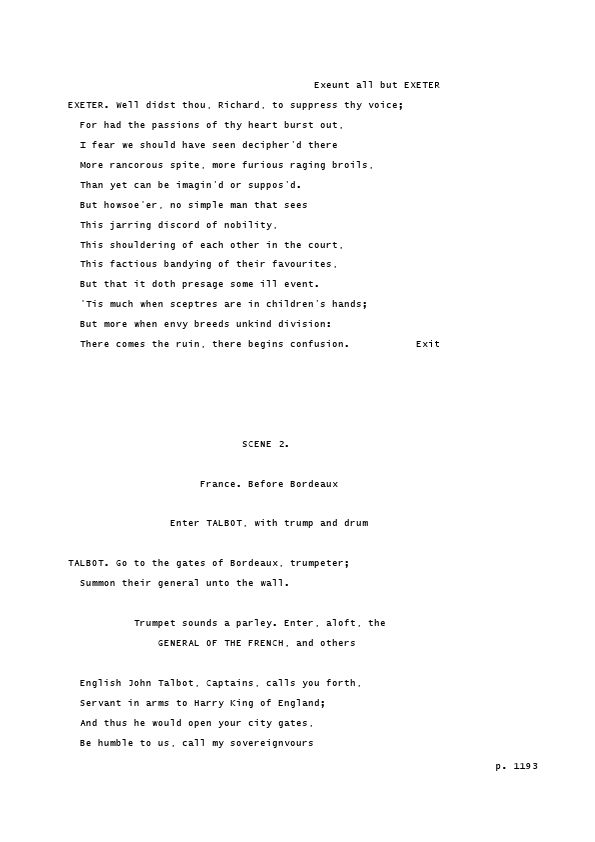 Exeunt all but EXETER
EXETER. Well didst thou, Richard, to suppress thy voice;
For had the passions of thy heart burst out,
I fear we should have seen decipher'd there
More rancorous spite, more furious raging broils,
Than yet can be imagin'd or suppos'd.
But howsoe'er, no simple man that sees
This jarring discord of nobility,
This shouldering of each other in the court,
This factious bandying of their favourites,
But that it doth presage some ill event.
'Tis much when sceptres are in children's hands;
But more when envy breeds unkind division:
There comes the ruin, there begins confusion. Exit
SCENE 2.
France. Before Bordeaux
Enter TALBOT, with trump and drum
TALBOT. Go to the gates of Bordeaux, trumpeter;
Summon their general unto the wall.
Trumpet sounds a parley. Enter, aloft, the
GENERAL OF THE FRENCH, and others
English John Talbot, Captains, calls you forth,
Servant in arms to Harry King of England;
And thus he would open your city gates,
Be humble to us, call my sovereignvours
p. 1193